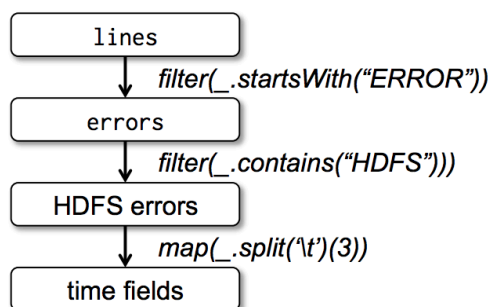 lines
filter(_.startsWith(“ERROR”))
errors
filter(_.contains(“HDFS”)))
HDFS errors
map(_.split(‘\t’)(3))
time fields